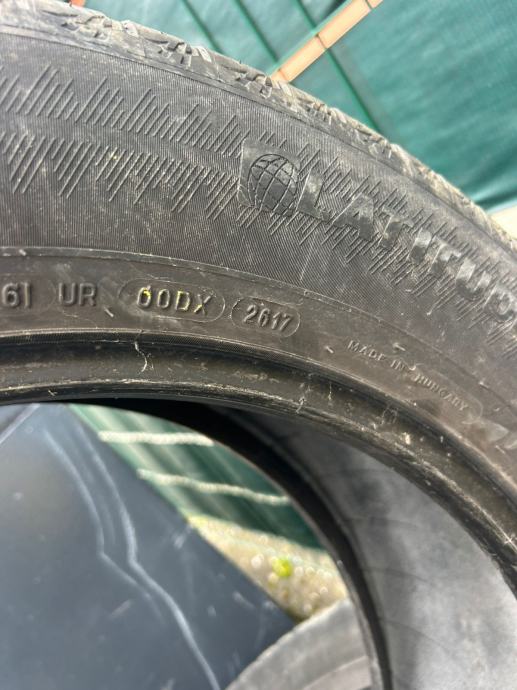 LATITUD
61 UR 00DX 2617
MADE IN HUNGARY